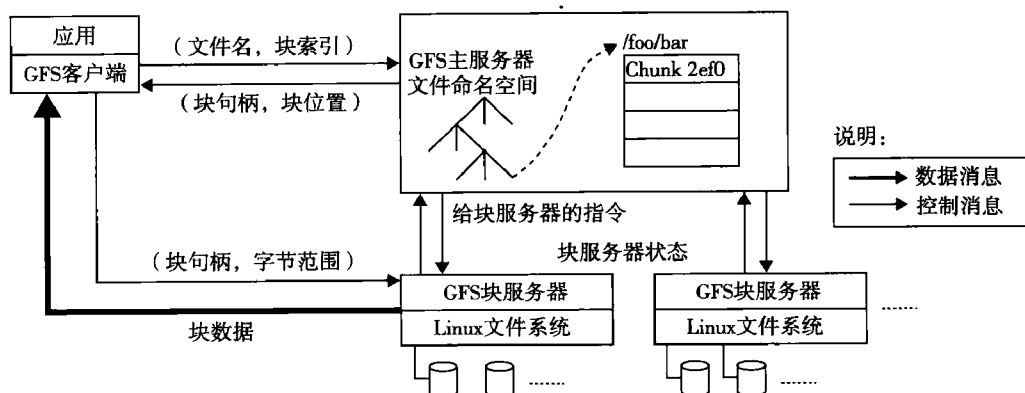 应用
GFS客户端
(文件名，块索引)
(块句柄，块位置)
GFS主服务器
文件命名空间
/foo/bar
Chunk 2ef0
说明：
数据消息
控制消息
给块服务器的指令
块服务器状态
(块句柄，字节范围)
块数据
GFS块服务器
Linux文件系统
GFS块服务器
Linux文件系统
......
......
......